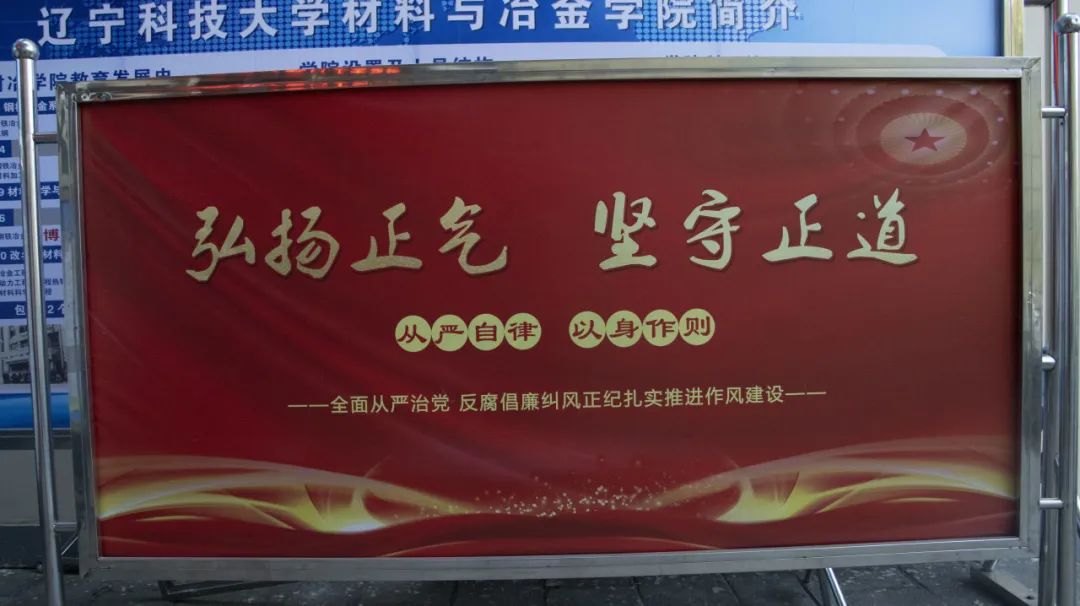 辽宁科技大学材料与冶金学院简介
弘扬正气 坚守正道
从严自律 以身作则
——全面从严治党 反腐倡廉纠风正纪扎实推进作风建设——